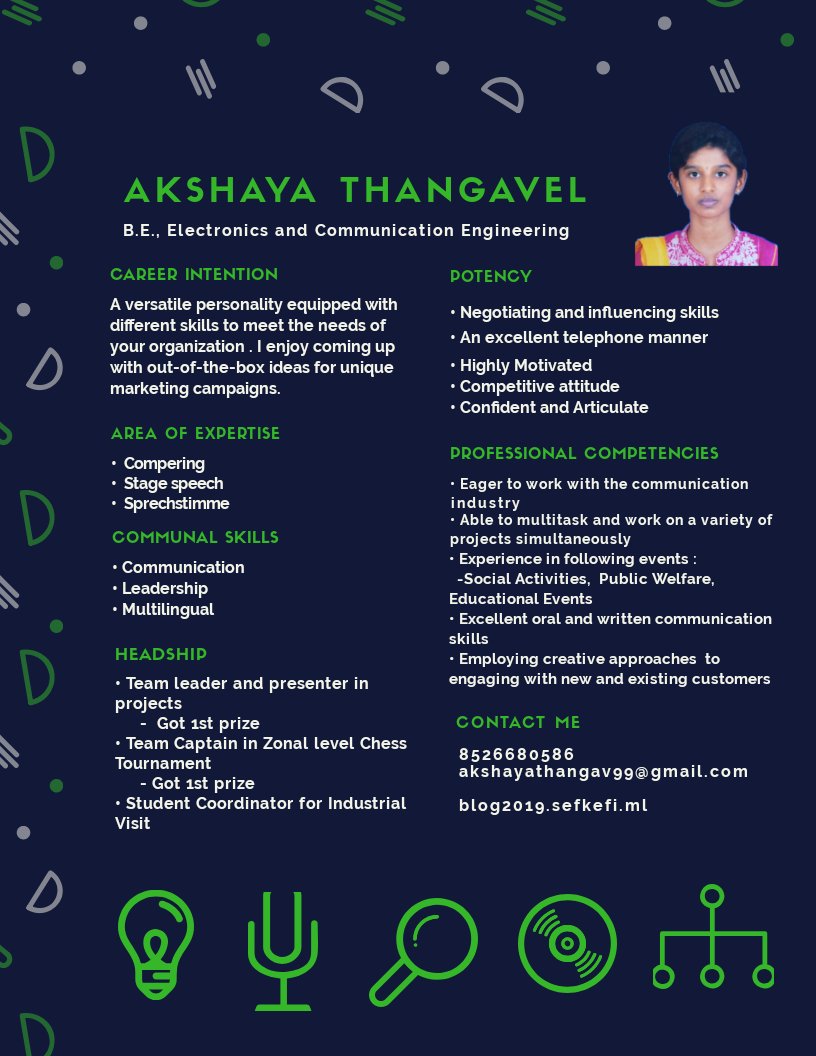 AKSHAYA THANGAVEL
B.E., Electronics and Communication Engineering
CAREER INTENTION
A versatile personality equipped with
different skills to meet the needs of
your organization . I enjoy coming up
with out-of-the-box ideas for unique
marketing campaigns.
AREA OF EXPERTISE
• Compering
• Stage speech
• Sprechstimme
COMMUNAL SKILLS
• Communication
• Leadership
• Multilingual
HEADSHIP
• Team leader and presenter in
projects
- Got 1st prize
• Team Captain in Zonal level Chess
Tournament
- Got 1st prize
• Student Coordinator for Industrial
Visit
POTENCY
• Negotiating and influencing skills
• An excellent telephone manner
• Highly Motivated
• Competitive attitude
• Confident and Articulate
PROFESSIONAL COMPETENCIES
• Eager to work with the communication
industry
• Able to multitask and work on a variety of
projects simultaneously
• Experience in following events :
-Social Activities, Public Welfare,
Educational Events
• Excellent oral and written communication
skills
• Employing creative approaches to
engaging with new and existing customers
CONTACT ME
8526680586
akshayathangav99@gmail.com
blog2019.sefkefi.ml